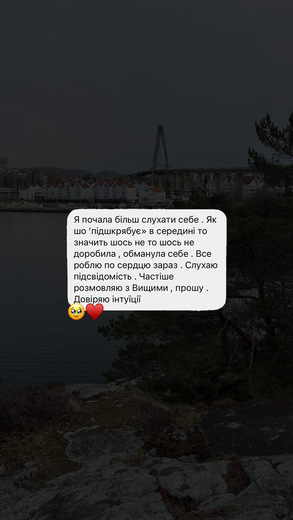 Я почала більш слухати себе . Як
шо ‘підшкрябує» в середині то
значить шось не то шось не
доробила , обманула себе . Все
роблю по сердцю зараз . Слухаю
підсвідомість . Частіше
розмовляю з Вищими , прошу .
Довіряю інтуїції